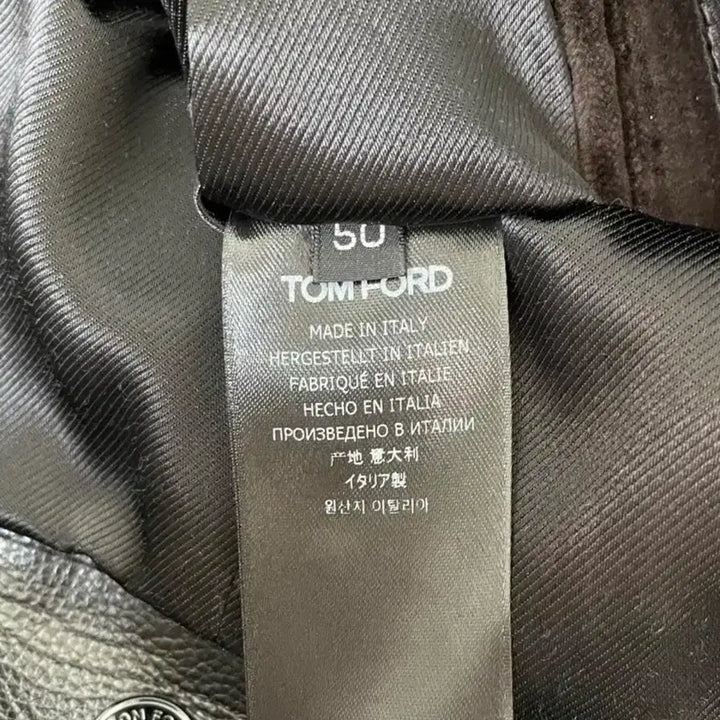 50
TOM FORD
MADE IN ITALY
HERGESTELLT IN ITALIEN
FABRIQUÉ EN ITALIE
HECHO EN ITALIA
ПРОИЗВЕДЕНО В ИТАЛИИ
产地 意大利
イタリア製
원산지 이탈리아